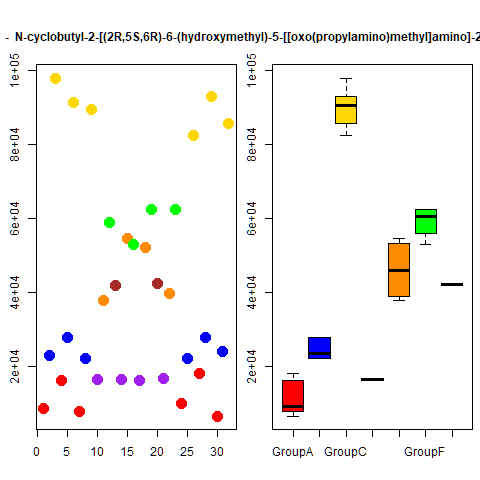 - N-cyclobutyl-2-[(2R,5S,6R)-6-(hydroxymethyl)-5-[[oxo(propylamino)methyl]amino]-2
1e+05
8e+04
6e+04
4e+04
2e+04
0 5 10 15 20 25 30
1e+05
8e+04
6e+04
4e+04
2e+04
GroupA GroupC GroupF